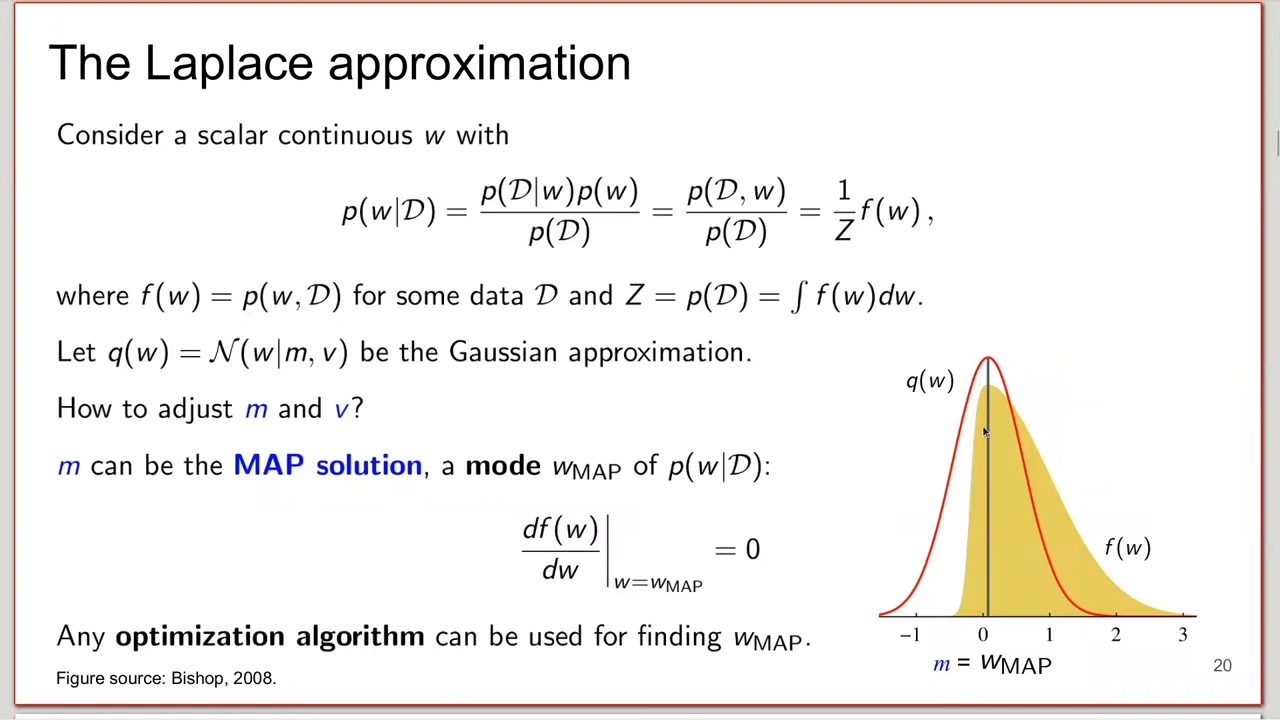 The Laplace approximation
Consider a scalar continuous w with
p(w|𝒟) = p(𝒟|w)p(w) / p(𝒟) = p(𝒟, w) / p(𝒟) = 1/Z f(w) ,
where f(w) = p(w, 𝒟) for some data 𝒟 and Z = p(𝒟) = ∫ f(w)dw.
Let q(w) = 𝒩(w|m, v) be the Gaussian approximation.
How to adjust m and v?
m can be the MAP solution, a mode w_MAP of p(w|𝒟):
df(w)/dw |_{w=w_MAP} = 0
Any optimization algorithm can be used for finding w_MAP.
Figure source: Bishop, 2008.
q(w)
f(w)
−1 0 1 2 3
m = w_MAP
20